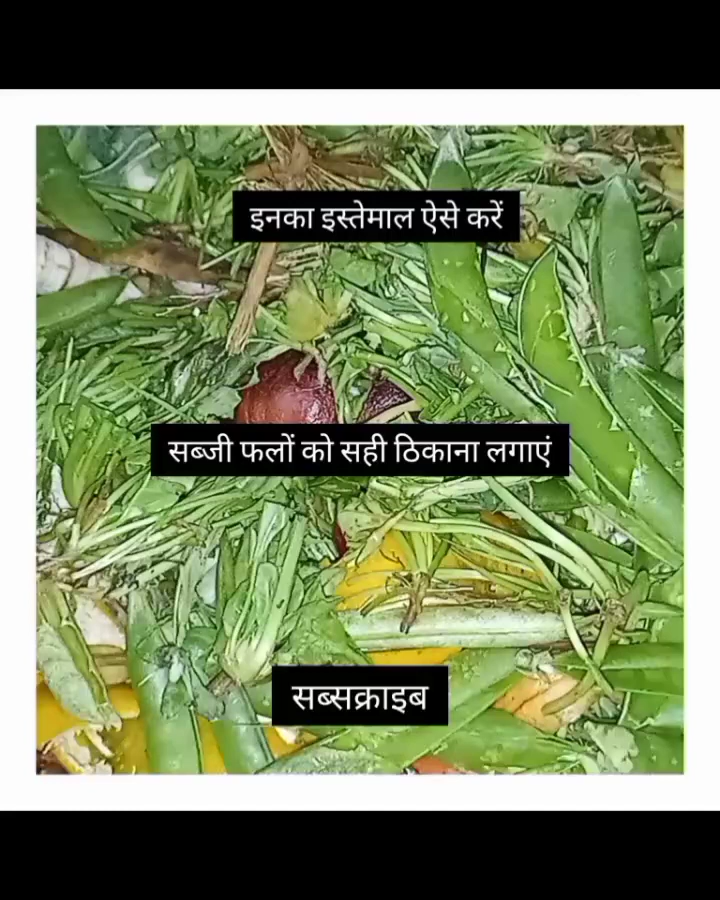 इनका इस्तेमाल ऐसे करें
सब्जी फलों को सही ठिकाना लगाएं
सब्सक्राइब